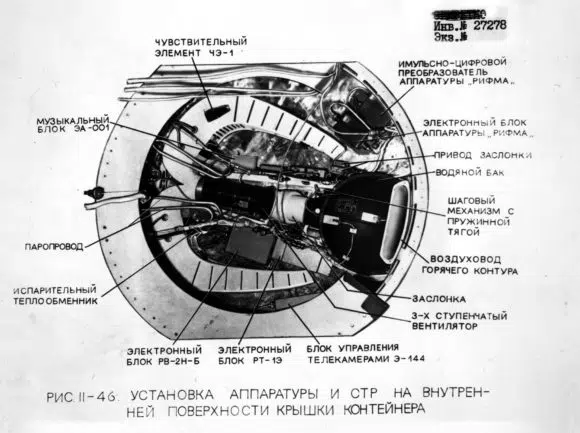 Инв.№ 27278
Экз.№
ЧУВСТВИТЕЛЬНЫЙ
ЭЛЕМЕНТ ЧЭ-1
ИМУЛЬСНО-ЦИФРОВОЙ
ПРЕОБРАЗОВАТЕЛЬ
АППАРАТУРЫ „РИФМА„
МУЗЫКАЛЬНЫЙ
БЛОК ЭА-001
ЭЛЕКТРОННЫЙ БЛОК
АППАРАТУРЫ „РИФМА„
ПРИВОД ЗАСЛОНКИ
ВОДЯНОЙ БАК
ШАГОВЫЙ
МЕХАНИЗМ С
ПРУЖИННОЙ
ТЯГОЙ
ПАРОПРОВОД
ВОЗДУХОВОД
ГОРЯЧЕГО КОНТУРА
ИСПАРИТЕЛЬНЫЙ
ТЕПЛООБМЕННИК
ЗАСЛОНКА
3-Х СТУПЕНЧАТЫЙ
ВЕНТИЛЯТОР
ЭЛЕКТРОННЫЙ
БЛОК РВ-2Н-Б
ЭЛЕКТРОННЫЙ
БЛОК РТ-1Э
БЛОК УПРАВЛЕНИЯ
ТЕЛЕКАМЕРАМИ Э-144
РИС.II-46. УСТАНОВКА АППАРАТУРЫ И СТР НА ВНУТРЕН-
НЕЙ ПОВЕРХНОСТИ КРЫШКИ КОНТЕЙНЕРА